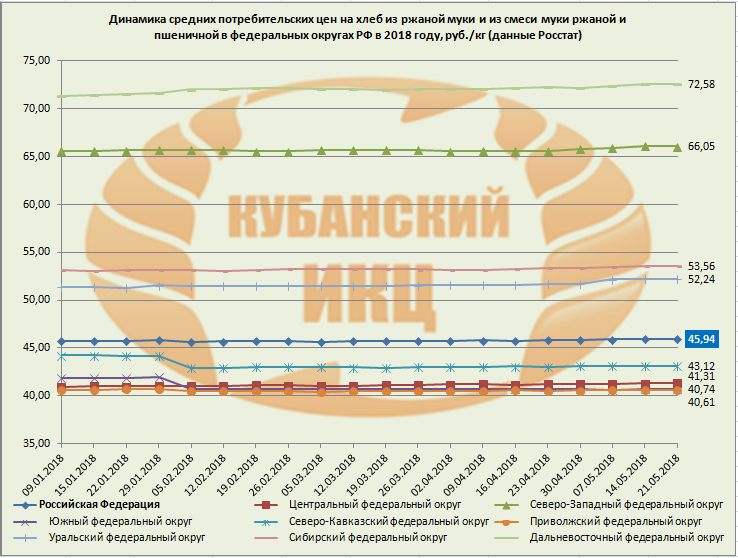 Динамика средних потребительских цен на хлеб из ржаной муки и из смеси муки ржаной и
пшеничной в федеральных округах РФ в 2018 году, руб./кг (данные Росстат)
75,00
70,00
65,00
60,00
55,00
50,00
45,00
40,00
35,00
72,58
66,05
53,56
52,24
45,94
43,12
41,31
40,74
40,61
КУБАНСКИЙ
ИКЦ
09.01.2018
15.01.2018
22.01.2018
29.01.2018
05.02.2018
12.02.2018
19.02.2018
26.02.2018
05.03.2018
12.03.2018
19.03.2018
26.03.2018
02.04.2018
09.04.2018
16.04.2018
23.04.2018
30.04.2018
07.05.2018
14.05.2018
21.05.2018
Российская Федерация
Центральный федеральный округ
Северо-Западный федеральный округ
Южный федеральный округ
Северо-Кавказский федеральный округ
Приволжский федеральный округ
Уральский федеральный округ
Сибирский федеральный округ
Дальневосточный федеральный округ